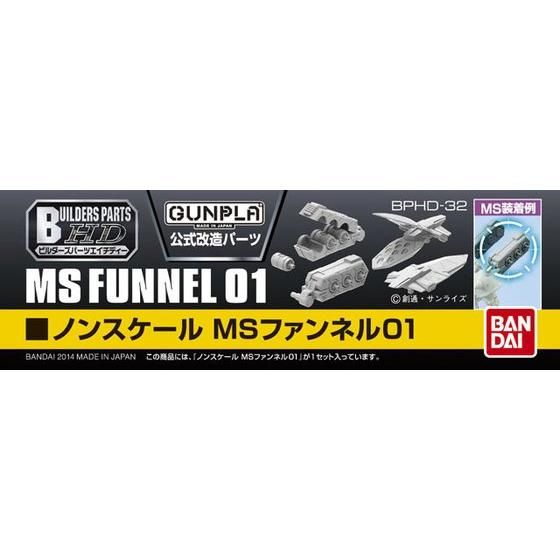 BUILDERS PARTS
HD
ビルダーズパーツエイチディー
GUNPLA
MADE IN JAPAN
公式改造パーツ
BPHD-32
MS装着例
MS FUNNEL 01
©創通・サンライズ
■ノンスケール MSファンネル01
BAN
DAI
BANDAI 2014 MADE IN JAPAN
この商品には、「ノンスケール MSファンネル01」が1セット入っています。